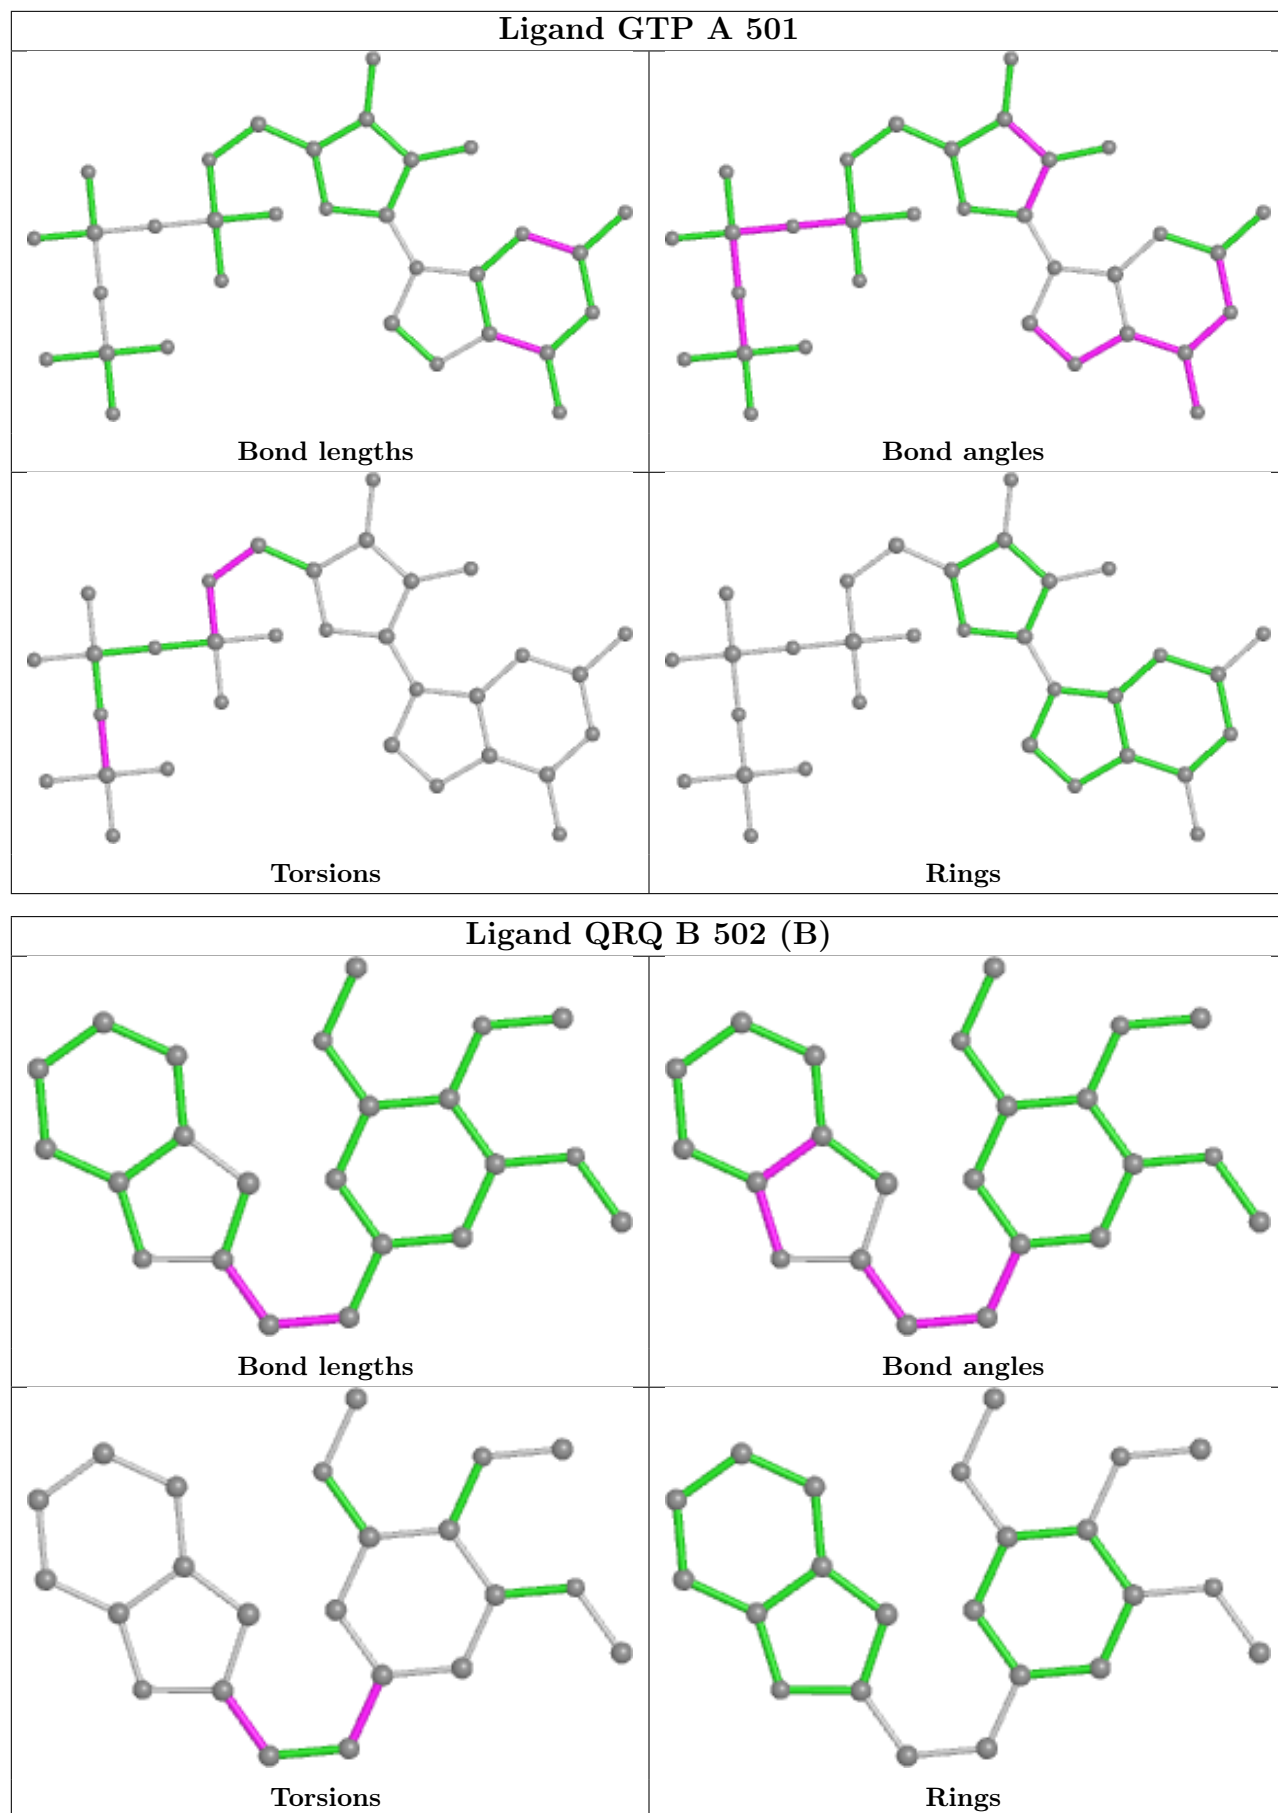 Ligand GTP A 501
Bond lengths
Bond angles
Torsions
Rings
Ligand QRQ B 502 (B)
Bond lengths
Bond angles
Torsions
Rings